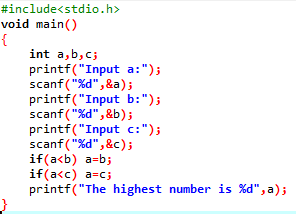 #include<stdio.h>
void main()
{
int a,b,c;
printf("Input a:");
scanf("%d",&a);
printf("Input b:");
scanf("%d",&b);
printf("Input c:");
scanf("%d",&c);
if(a<b) a=b;
if(a<c) a=c;
printf("The highest number is %d",a);
}